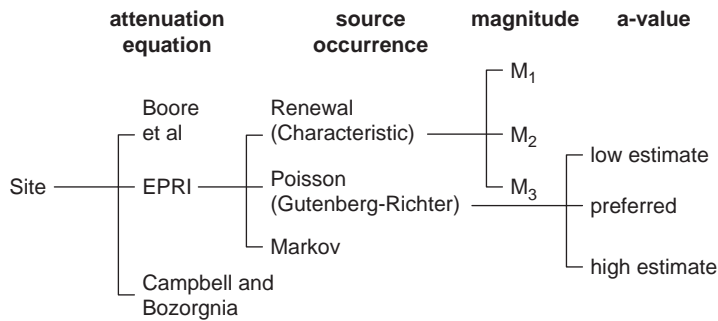 attenuation equation
source occurrence
magnitude
a-value
Site
Boore et al
EPRI
Campbell and Bozorgnia
Renewal (Characteristic)
Poisson (Gutenberg-Richter)
Markov
M1
M2
M3
low estimate
preferred
high estimate